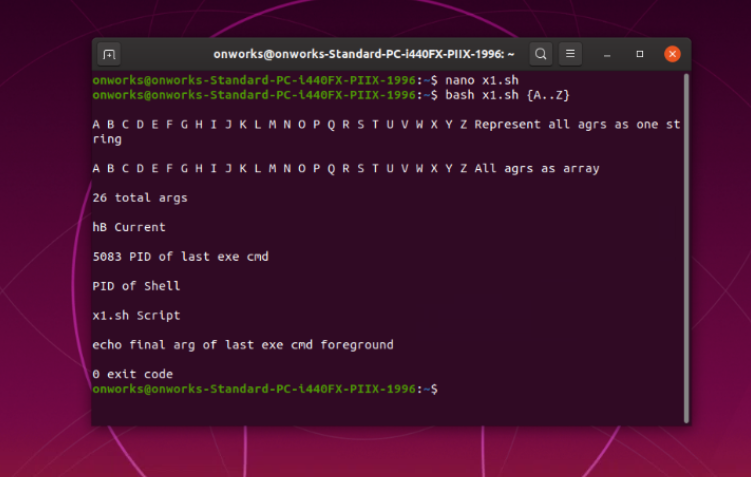 onworks@onworks-Standard-PC-i440FX-PIIX-1996: ~
onworks@onworks-Standard-PC-i440FX-PIIX-1996:~$ nano x1.sh
onworks@onworks-Standard-PC-i440FX-PIIX-1996:~$ bash x1.sh {A..Z}
A B C D E F G H I J K L M N O P Q R S T U V W X Y Z Represent all agrs as one st
ring
A B C D E F G H I J K L M N O P Q R S T U V W X Y Z All agrs as array
26 total args
hB Current
5083 PID of last exe cmd
PID of Shell
x1.sh Script
echo final arg of last exe cmd foreground
0 exit code
onworks@onworks-Standard-PC-i440FX-PIIX-1996:~$